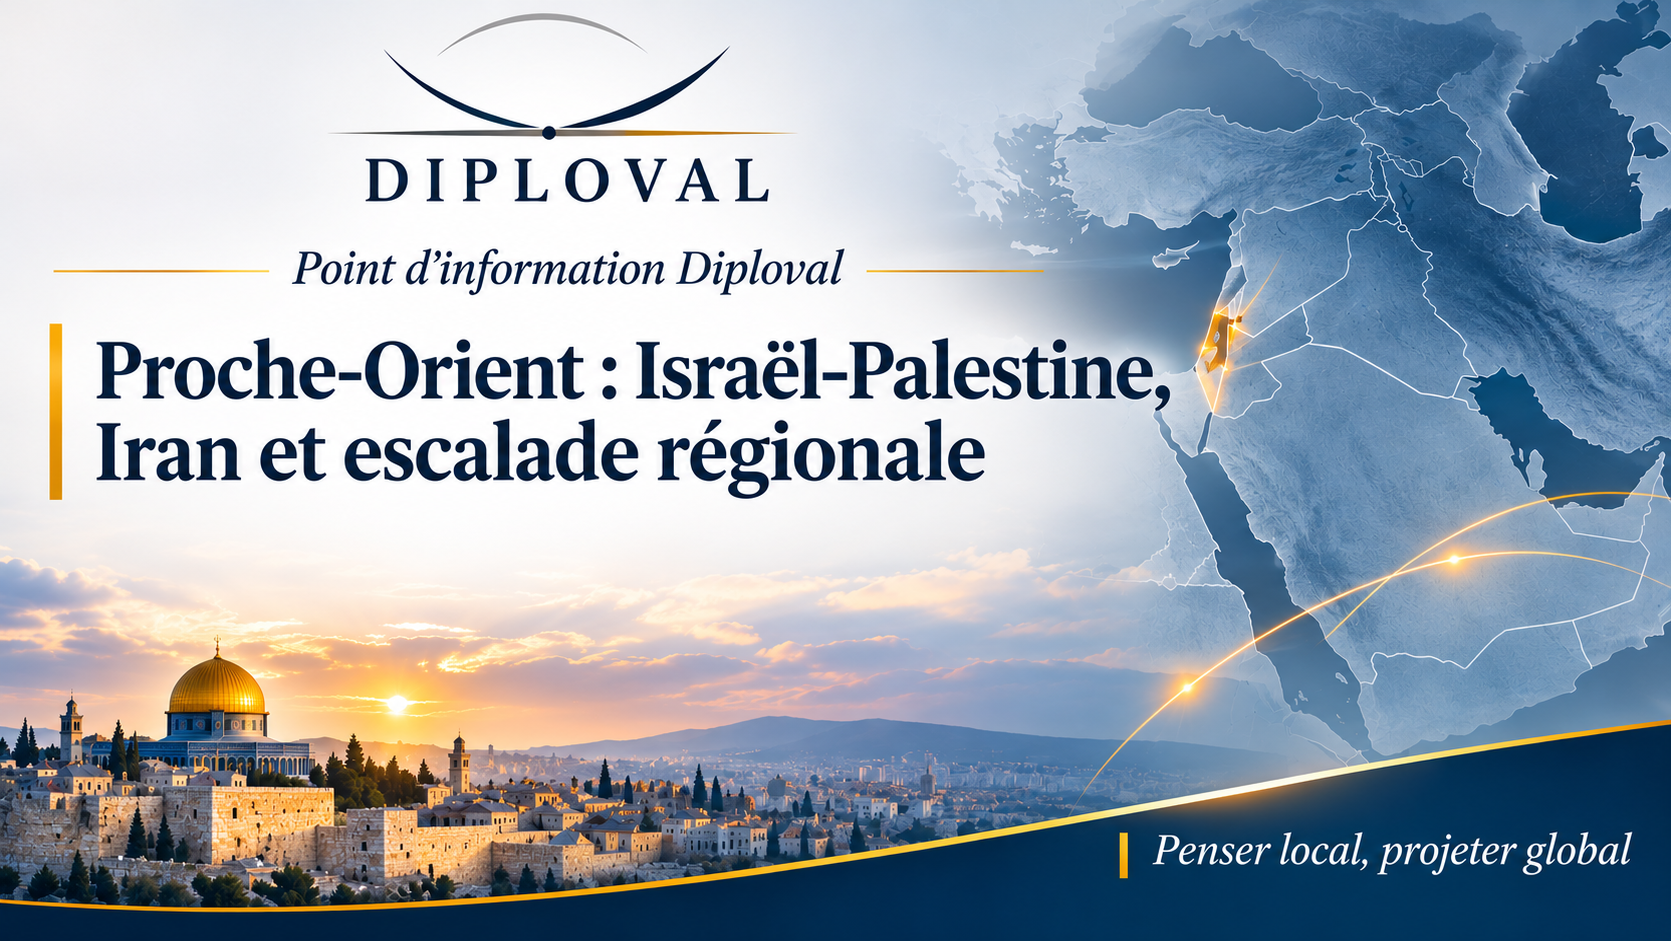 DIPLOVAL
Point d’information Diploval
Proche-Orient : Israël-Palestine,
Iran et escalade régionale
Penser local, projeter global